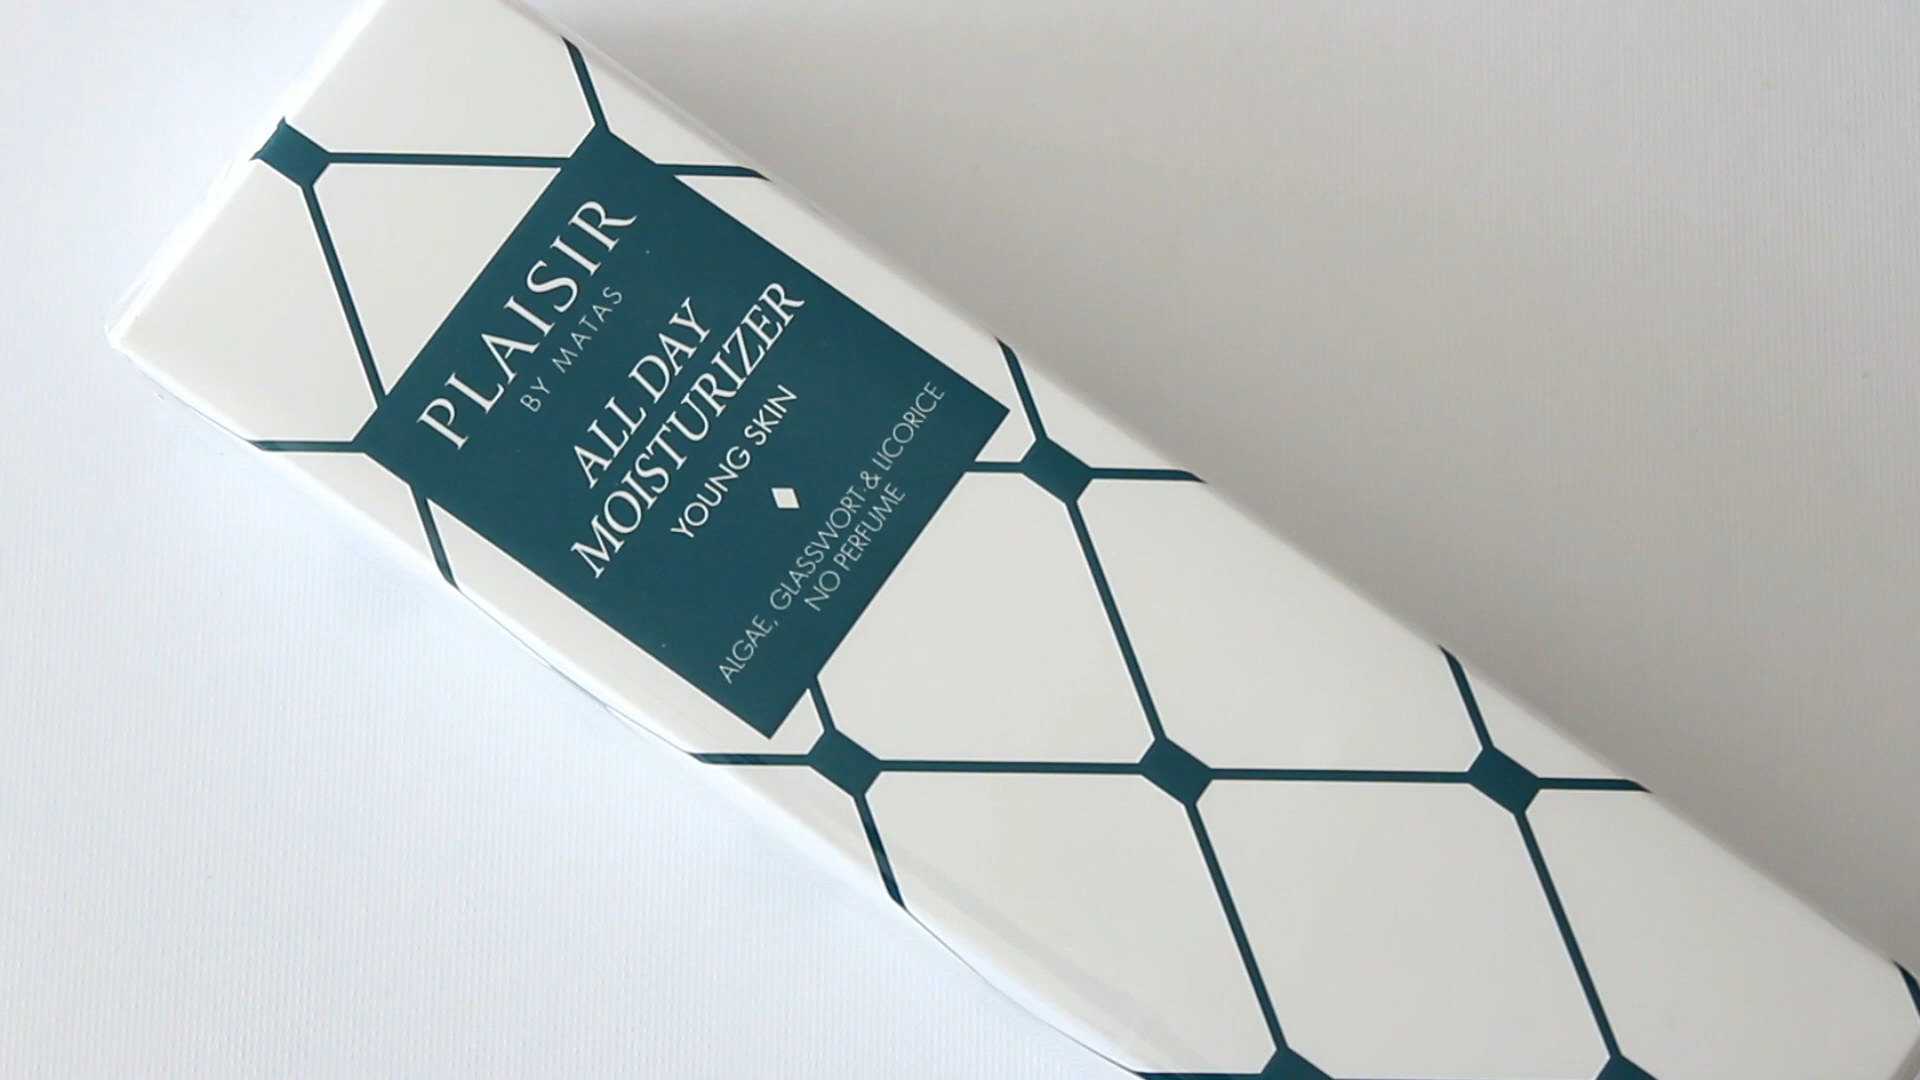 PLAISIR
BY MATAS
ALL DAY
MOISTURIZER
YOUNG SKIN
ALGAE, GLASSWORT & LICORICE
NO PERFUME